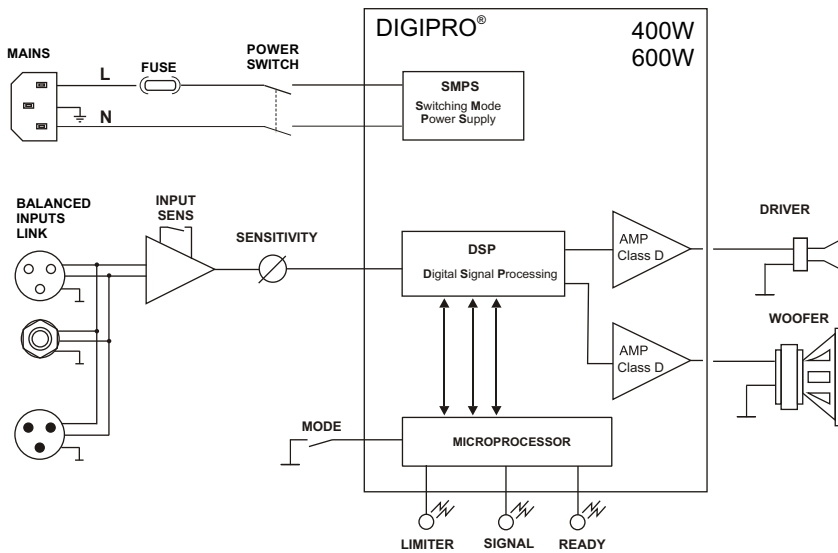 DIGIPRO®
400W
600W
MAINS
L
FUSE
POWER
SWITCH
N
SMPS
Switching Mode
Power Supply
BALANCED
INPUTS
LINK
INPUT
SENS
SENSITIVITY
DSP
Digital Signal Processing
AMP
Class D
DRIVER
AMP
Class D
WOOFER
MODE
MICROPROCESSOR
LIMITER
SIGNAL
READY